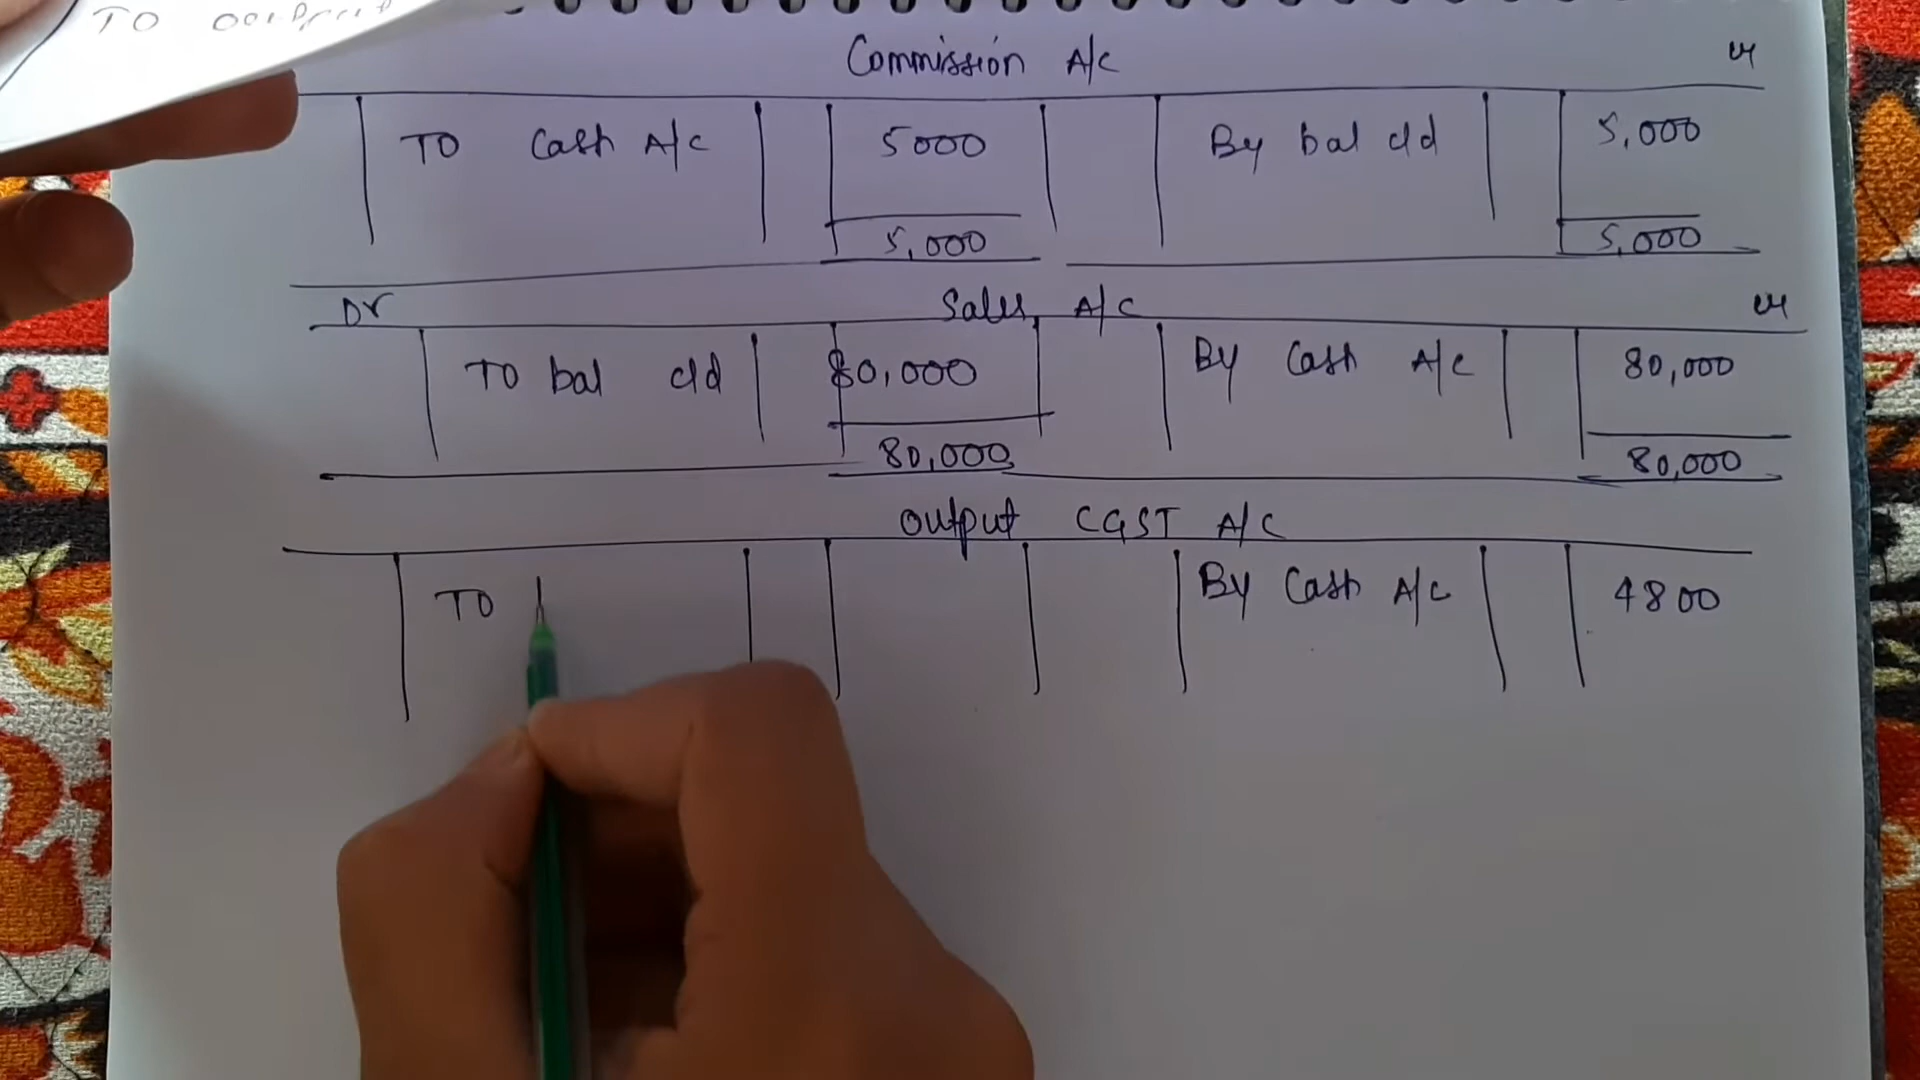 TO
Commission A/c
TO Cash A/c 5000 By bal c/d 5,000
5,000 5,000
Dr Sales A/c
TO bal c/d 80,000 By Cash A/c 80,000
80,000 80,000
Output CGST A/C
TO By Cash A/c 4800